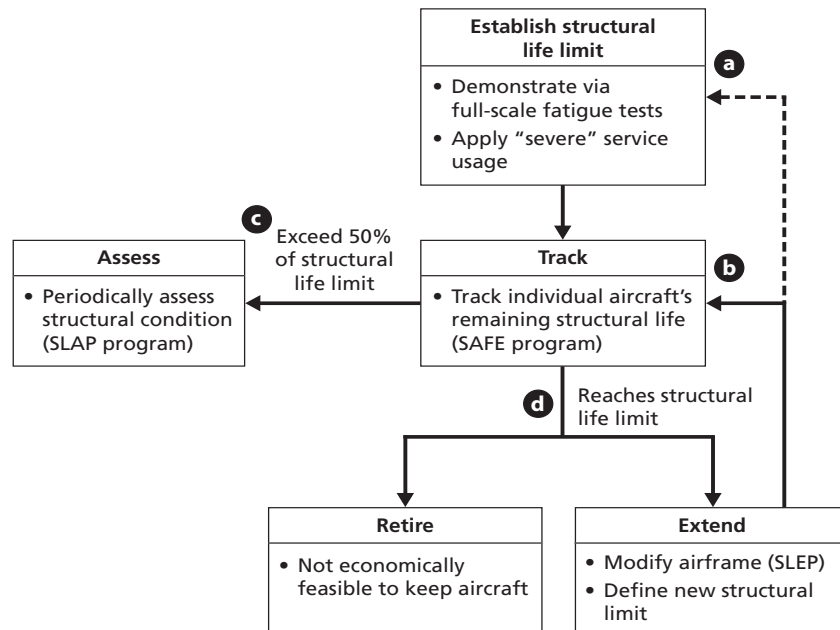 Establish structural
life limit
a
• Demonstrate via
full-scale fatigue tests
• Apply “severe” service
usage
c
Exceed 50%
of structural
life limit
Assess
• Periodically assess
structural condition
(SLAP program)
Track
b
• Track individual aircraft’s
remaining structural life
(SAFE program)
d
Reaches structural
life limit
Retire
• Not economically
feasible to keep aircraft
Extend
• Modify airframe (SLEP)
• Define new structural
limit